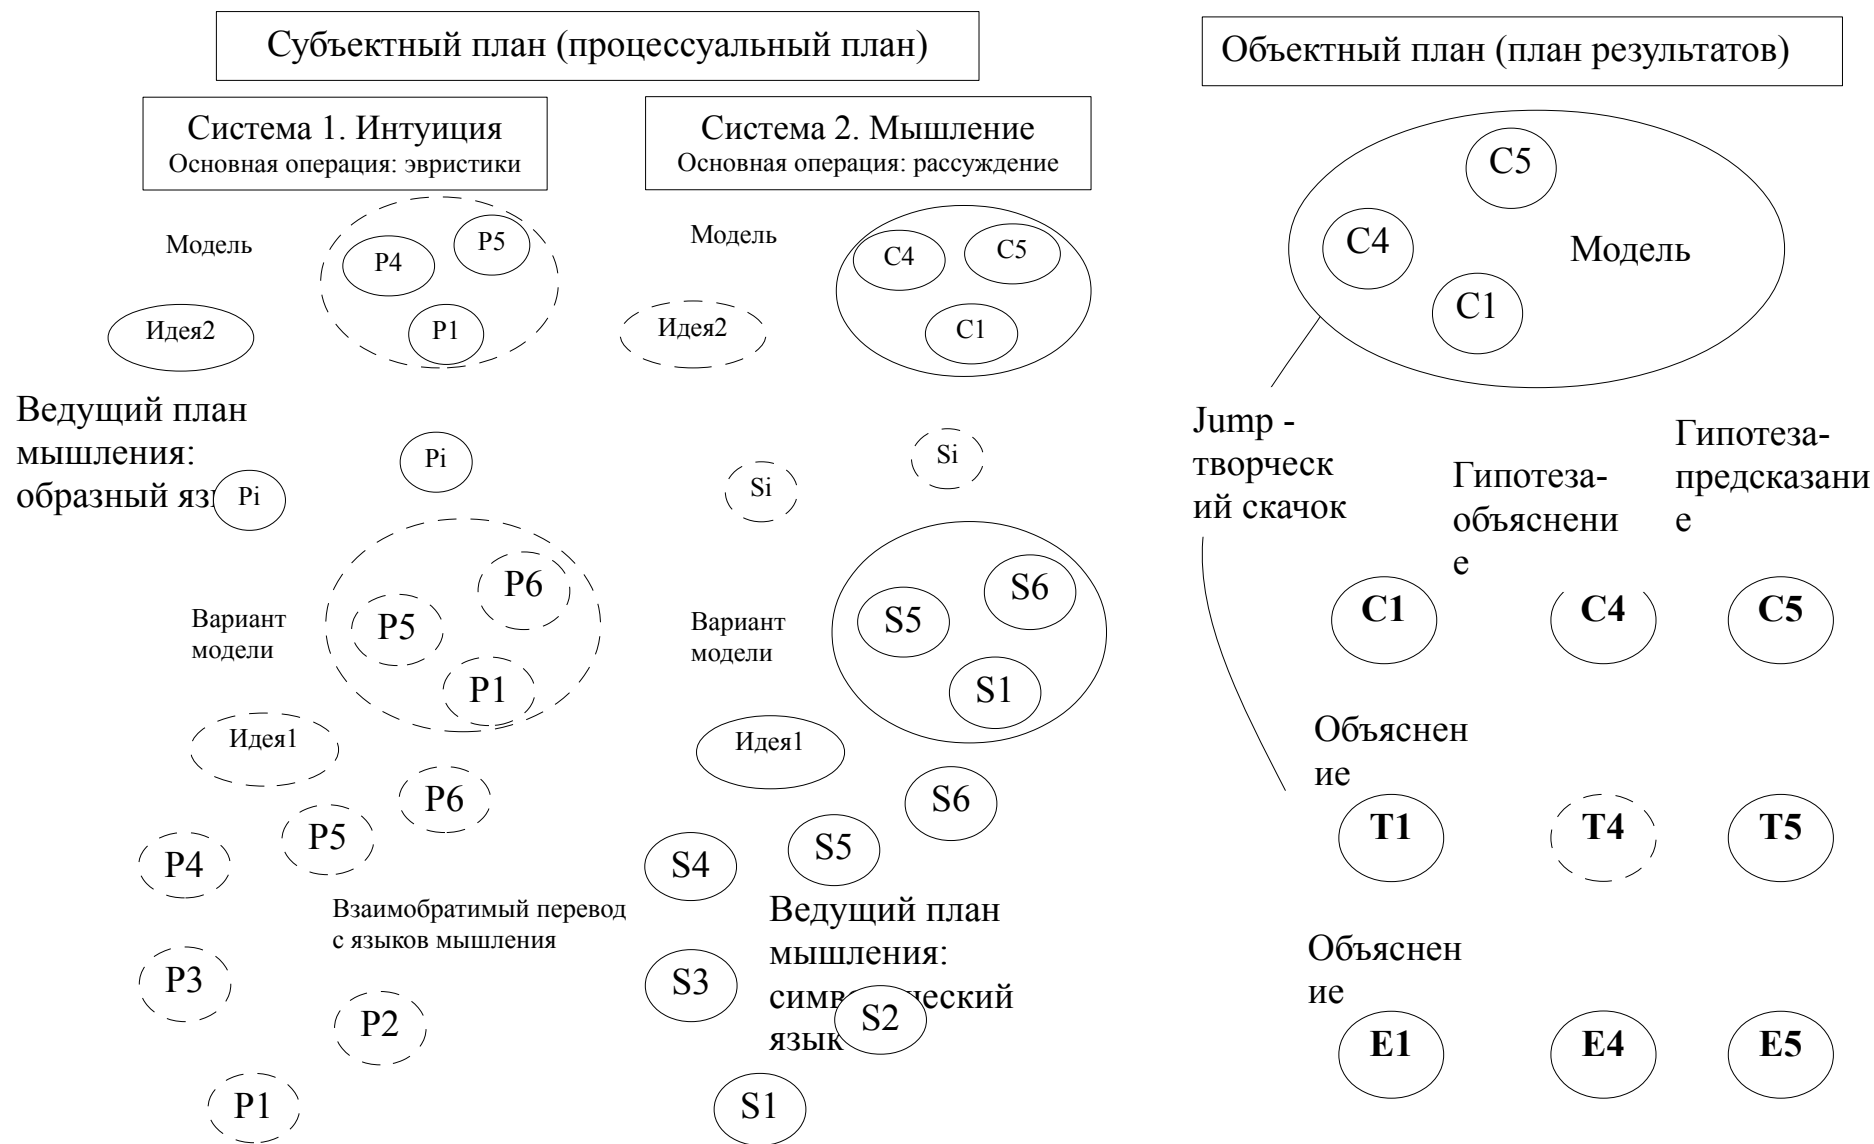 Субъектный план (процессуальный план)
Объектный план (план результатов)
Система 1. Интуиция
Основная операция: эвристики
Система 2. Мышление
Основная операция: рассуждение
Модель
P4
P5
P1
Идея2
Модель
C4
C5
C1
Идея2
C5
C4
Модель
C1
Ведущий план
мышления:
образный
Pi
Pi
Si
Si
Jump -
творческ
ий скачок
Гипотеза-
объяснени
е
Гипотеза-
предсказани
е
Вариант
модели
P6
P5
P1
Идея1
Вариант
модели
S6
S5
S1
Идея1
C1
C4
C5
P6
P5
P4
S6
S5
S4
Объяснен
ие
T1
T4
T5
Взаимобратимый перевод
с языков мышления
P3
P2
P1
Ведущий план
мышления:
язык
S3
S2
S1
Объяснен
ие
E1
E4
E5